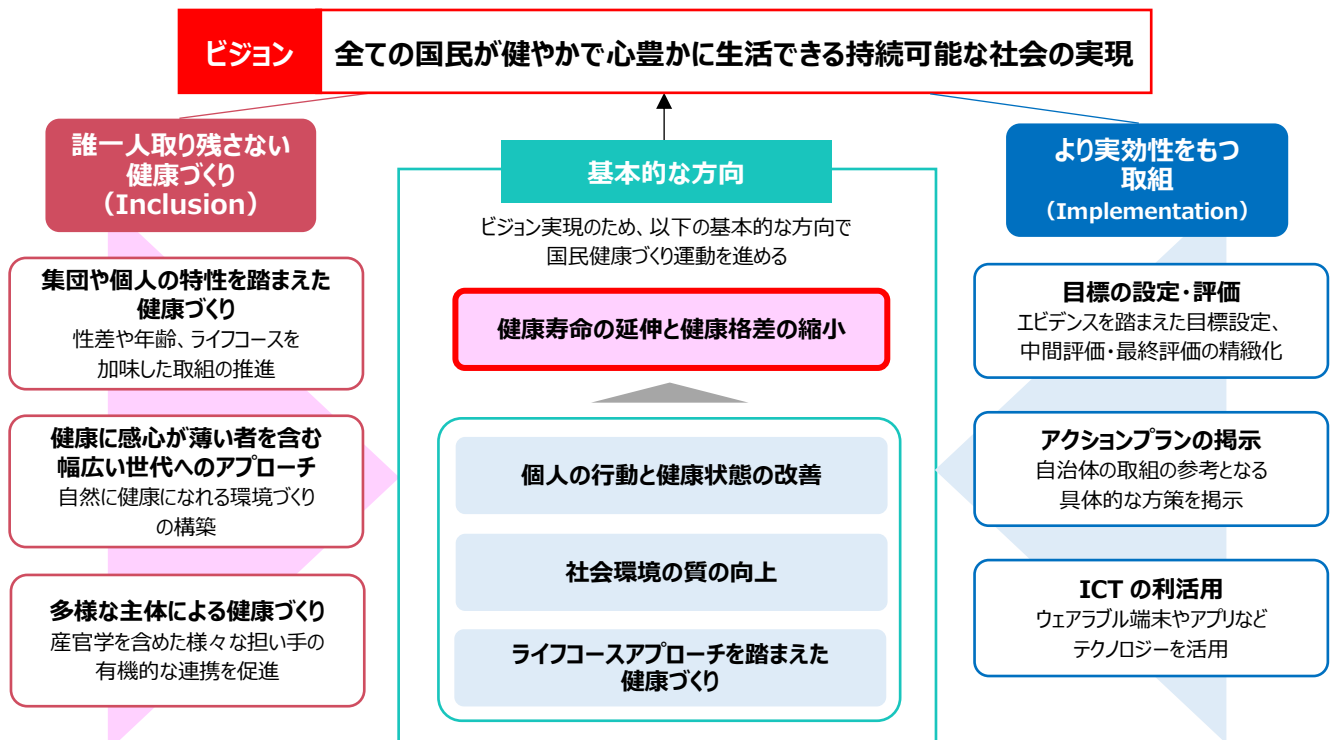 ビジョン 全ての国民が健やかで心豊かに生活できる持続可能な社会の実現
誰一人取り残さない
健康づくり
（Inclusion）
集団や個人の特性を踏まえた
健康づくり
性差や年齢、ライフコースを
加味した取組の推進
健康に感心が薄い者を含む
幅広い世代へのアプローチ
自然に健康になれる環境づくり
の構築
多様な主体による健康づくり
産官学を含めた様々な担い手の
有機的な連携を促進
基本的な方向
ビジョン実現のため、以下の基本的な方向で
国民健康づくり運動を進める
健康寿命の延伸と健康格差の縮小
個人の行動と健康状態の改善
社会環境の質の向上
ライフコースアプローチを踏まえた
健康づくり
より実効性をもつ
取組
（Implementation）
目標の設定・評価
エビデンスを踏まえた目標設定、
中間評価・最終評価の精緻化
アクションプランの掲示
自治体の取組の参考となる
具体的な方策を掲示
ICT の利活用
ウェアラブル端末やアプリなど
テクノロジーを活用